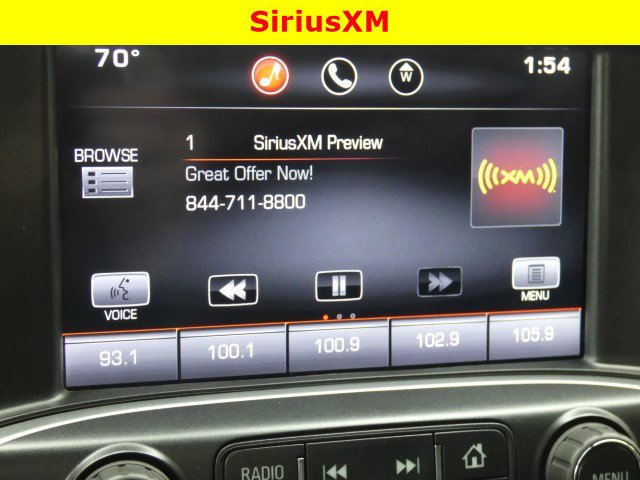 SiriusXM
70°
W
1:54
1 SiriusXM Preview
BROWSE
Great Offer Now!
844-711-8800
((XM))
VOICE
MENU
93.1 100.1 100.9 102.9 105.9
RADIO
MENU